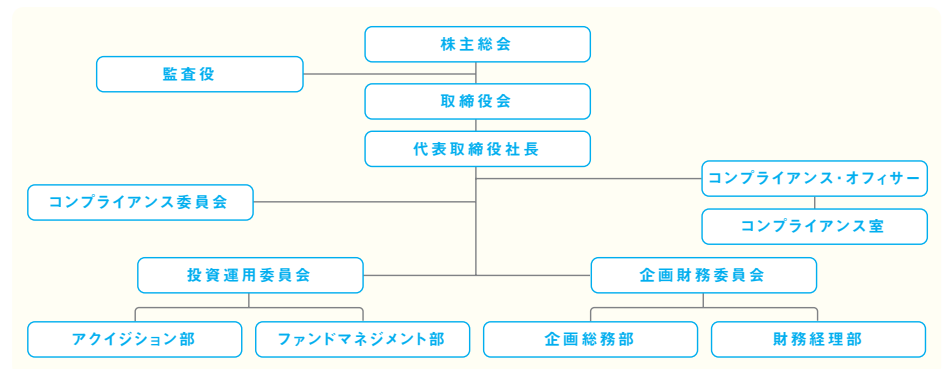 株主総会
監査役
取締役会
代表取締役社長
コンプライアンス・オフィサー
コンプライアンス委員会
コンプライアンス室
投資運用委員会
企画財務委員会
アクイジション部
ファンドマネジメント部
企画総務部
財務経理部